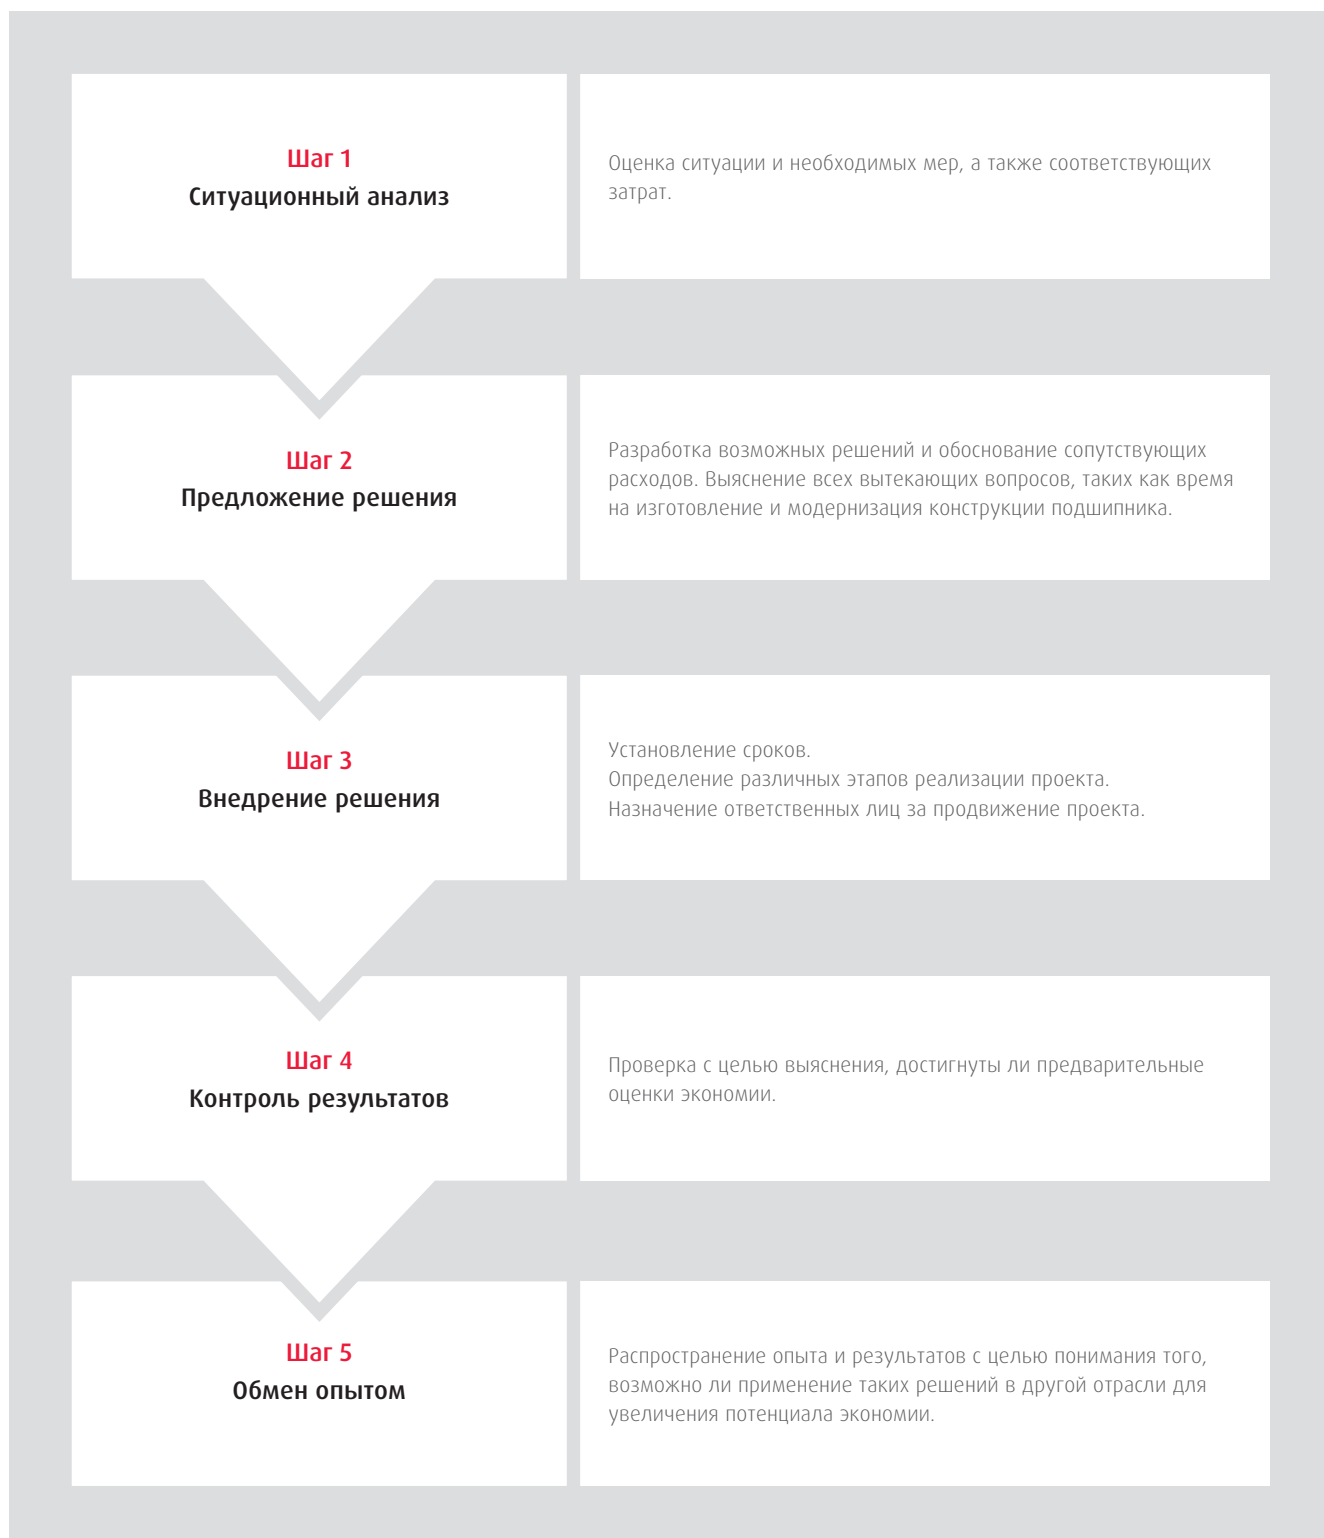 Шаг 1
Ситуационный анализ
Оценка ситуации и необходимых мер, а также соответствующих
затрат.
Шаг 2
Предложение решения
Разработка возможных решений и обоснование сопутствующих
расходов. Выяснение всех вытекающих вопросов, таких как время
на изготовление и модернизация конструкции подшипника.
Шаг 3
Внедрение решения
Установление сроков.
Определение различных этапов реализации проекта.
Назначение ответственных лиц за продвижение проекта.
Шаг 4
Контроль результатов
Проверка с целью выяснения, достигнуты ли предварительные
оценки экономии.
Шаг 5
Обмен опытом
Распространение опыта и результатов с целью понимания того,
возможно ли применение таких решений в другой отрасли для
увеличения потенциала экономии.